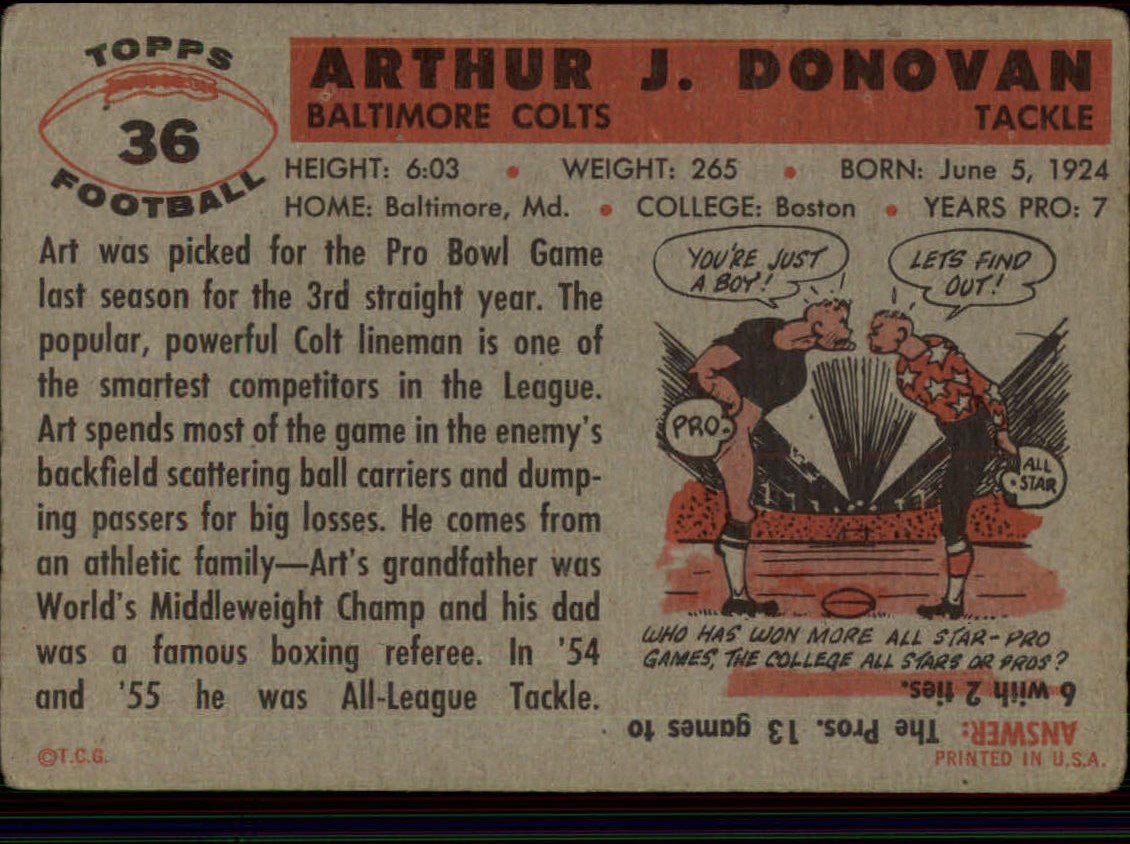 TOPPS
36
FOOTBALL
ARTHUR J. DONOVAN
BALTIMORE COLTS TACKLE
HEIGHT: 6:03 • WEIGHT: 265 • BORN: June 5, 1924
HOME: Baltimore, Md. • COLLEGE: Boston • YEARS PRO: 7
Art was picked for the Pro Bowl Game
last season for the 3rd straight year. The
popular, powerful Colt lineman is one of
the smartest competitors in the League.
Art spends most of the game in the enemy's
backfield scattering ball carriers and dump-
ing passers for big losses. He comes from
an athletic family—Art's grandfather was
World's Middleweight Champ and his dad
was a famous boxing referee. In '54
and '55 he was All-League Tackle.
YOU'RE JUST
A BOY!
LETS FIND
OUT!
PRO.
ALL
STAR
WHO HAS WON MORE ALL STAR-PRO
GAMES, THE COLLEGE ALL STARS OR PROS?
ANSWER: The Pros. 13 games to
6 with 2 ties.
©T.C.G.
PRINTED IN U.S.A.